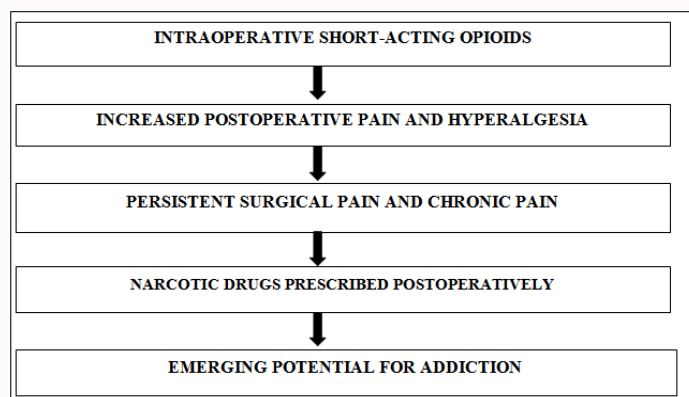 INTRAOPERATIVE SHORT-ACTING OPIOIDS
INCREASED POSTOPERATIVE PAIN AND HYPERALGESIA
PERSISTENT SURGICAL PAIN AND CHRONIC PAIN
NARCOTIC DRUGS PRESCRIBED POSTOPERATIVELY
EMERGING POTENTIAL FOR ADDICTION